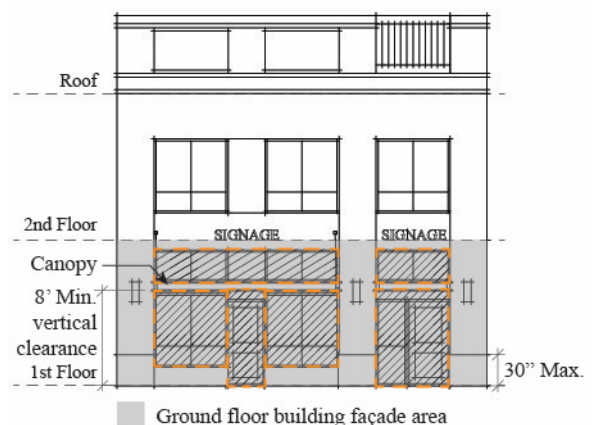 Roof
2nd Floor
SIGNAGE
SIGNAGE
Canopy
8’ Min.
vertical
clearance
1st Floor
30” Max.
Ground floor building façade area